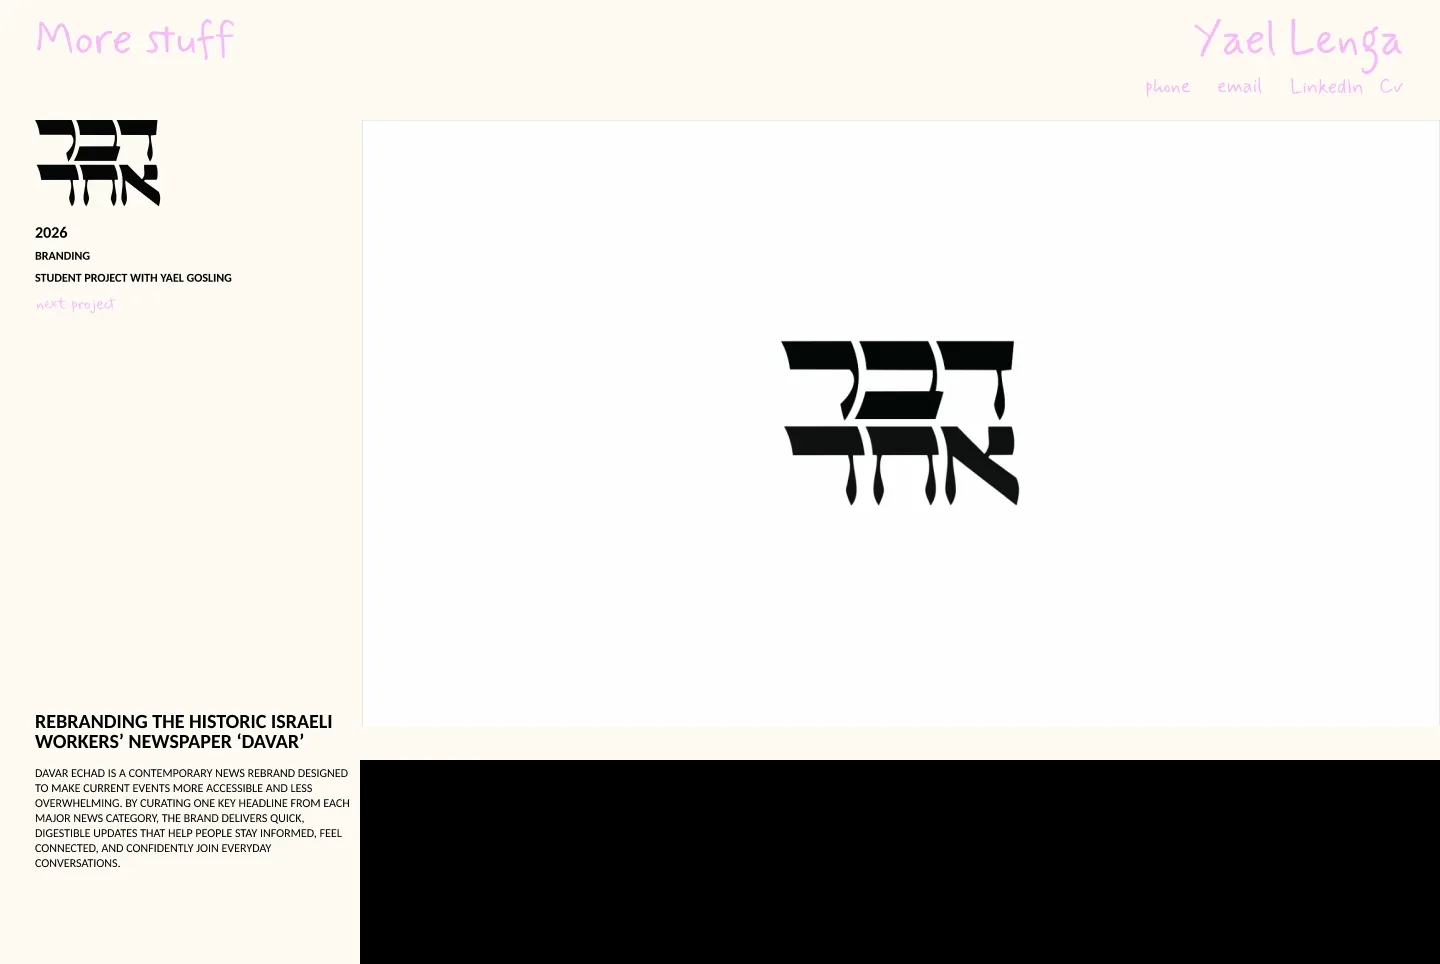 More stuff
Yael Lenga
phone email LinkedIn Cv
דבר
אחד
2026
BRANDING
STUDENT PROJECT WITH YAEL GOSLING
next project
דבר
אחד
REBRANDING THE HISTORIC ISRAELI
WORKERS’ NEWSPAPER ‘DAVAR’
DAVAR ECHAD IS A CONTEMPORARY NEWS REBRAND DESIGNED
TO MAKE CURRENT EVENTS MORE ACCESSIBLE AND LESS
OVERWHELMING. BY CURATING ONE KEY HEADLINE FROM EACH
MAJOR NEWS CATEGORY, THE BRAND DELIVERS QUICK,
DIGESTIBLE UPDATES THAT HELP PEOPLE STAY INFORMED, FEEL
CONNECTED, AND CONFIDENTLY JOIN EVERYDAY
CONVERSATIONS.